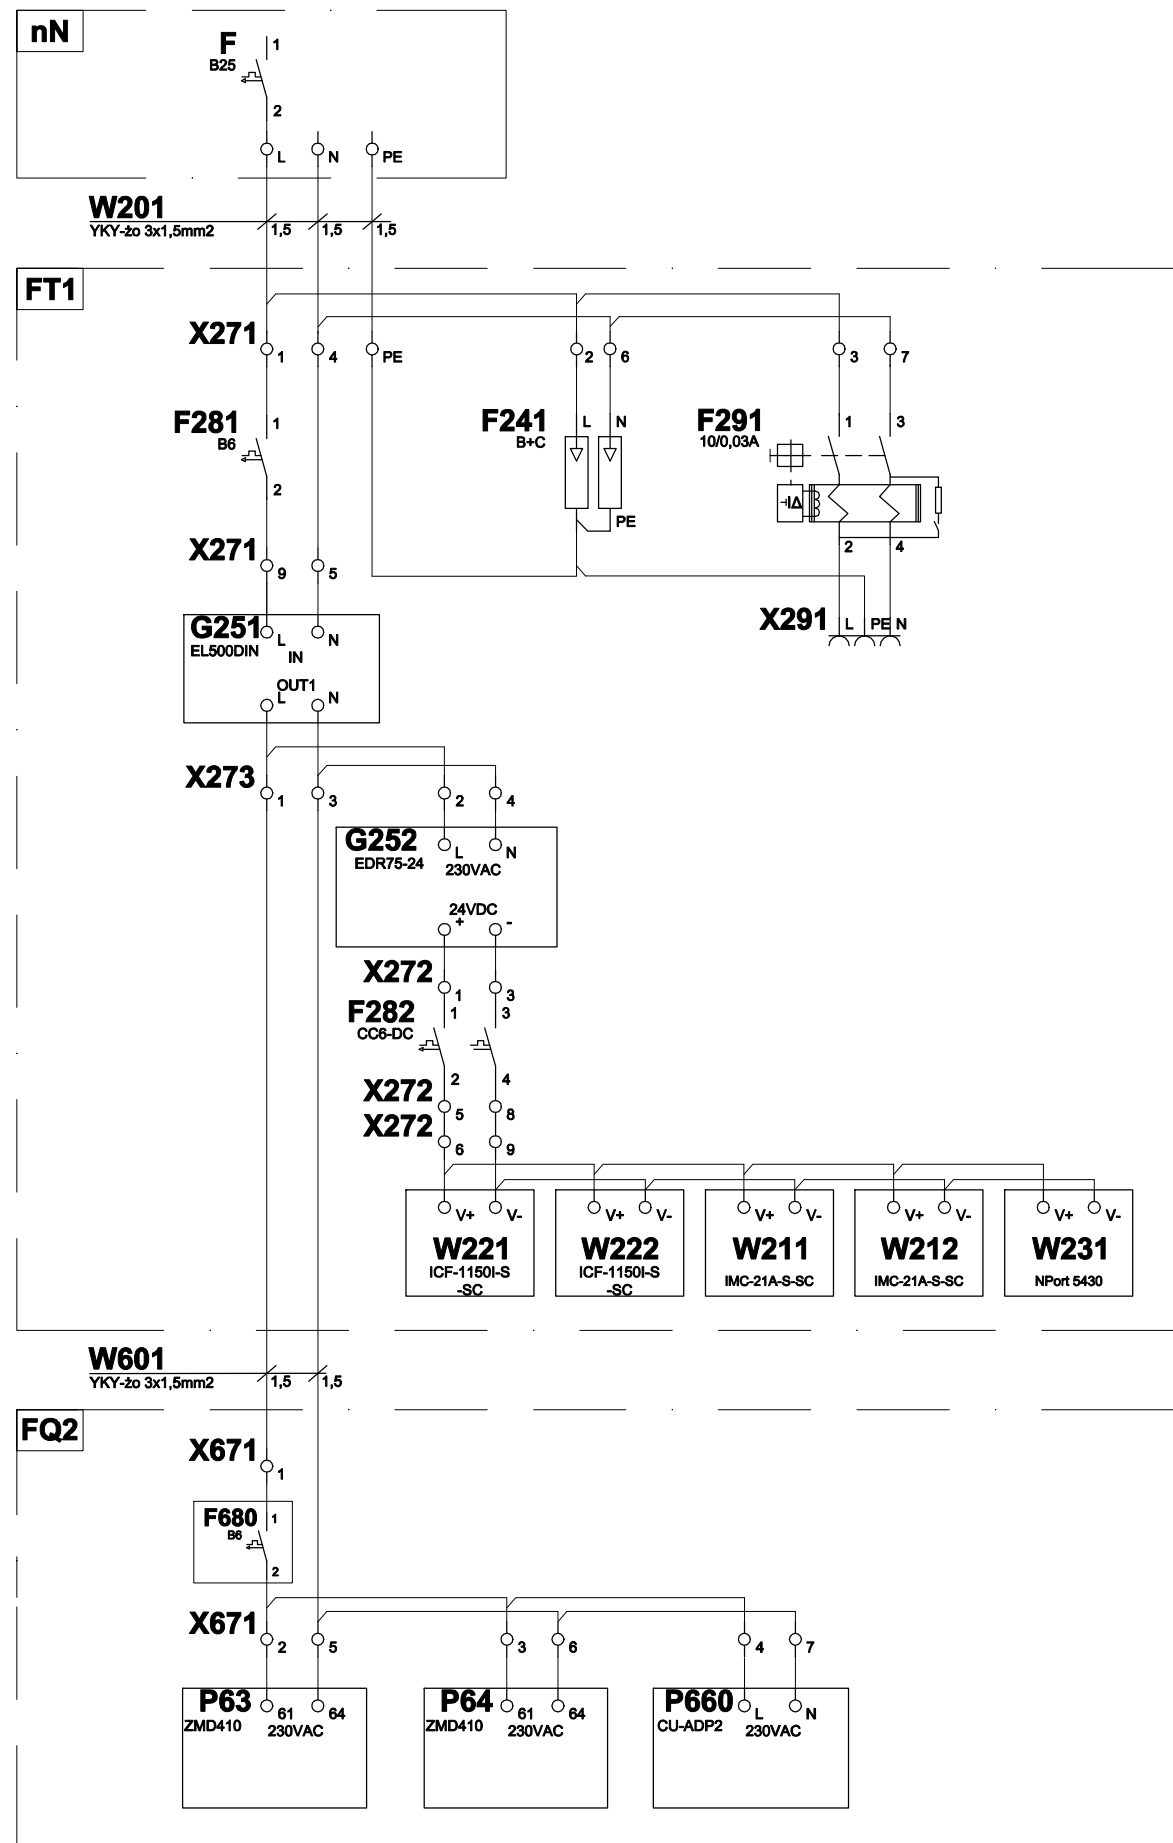 nN
F
1
B25
2
L
N
PE
W201
YKY-żo 3x1,5mm2
1,5
1,5
1,5
FT1
X271
1
4
PE
2
6
3
7
F281
1
B6
2
F241
L
N
B+C
PE
F291
1
3
10/0,03A
ΔI
2
4
X271
9
5
X291
L
PE
N
G251
L
N
EL500DIN
IN
OUT1
L
N
X273
1
3
2
4
G252
L
N
EDR75-24
230VAC
24VDC
+
-
X272
1
3
F282
1
3
CC6-DC
2
4
X272
5
8
X272
6
9
V+
V-
V+
V-
V+
V-
V+
V-
V+
V-
W221
W222
W211
W212
W231
ICF-1150I-S
-SC
ICF-1150I-S
-SC
IMC-21A-S-SC
IMC-21A-S-SC
NPort 5430
W601
YKY-żo 3x1,5mm2
1,5
1,5
FQ2
X671
1
F680
1
B6
2
X671
2
5
3
6
4
7
P63
61
64
ZMD410
230VAC
P64
61
64
ZMD410
230VAC
P660
L
N
CU-ADP2
230VAC